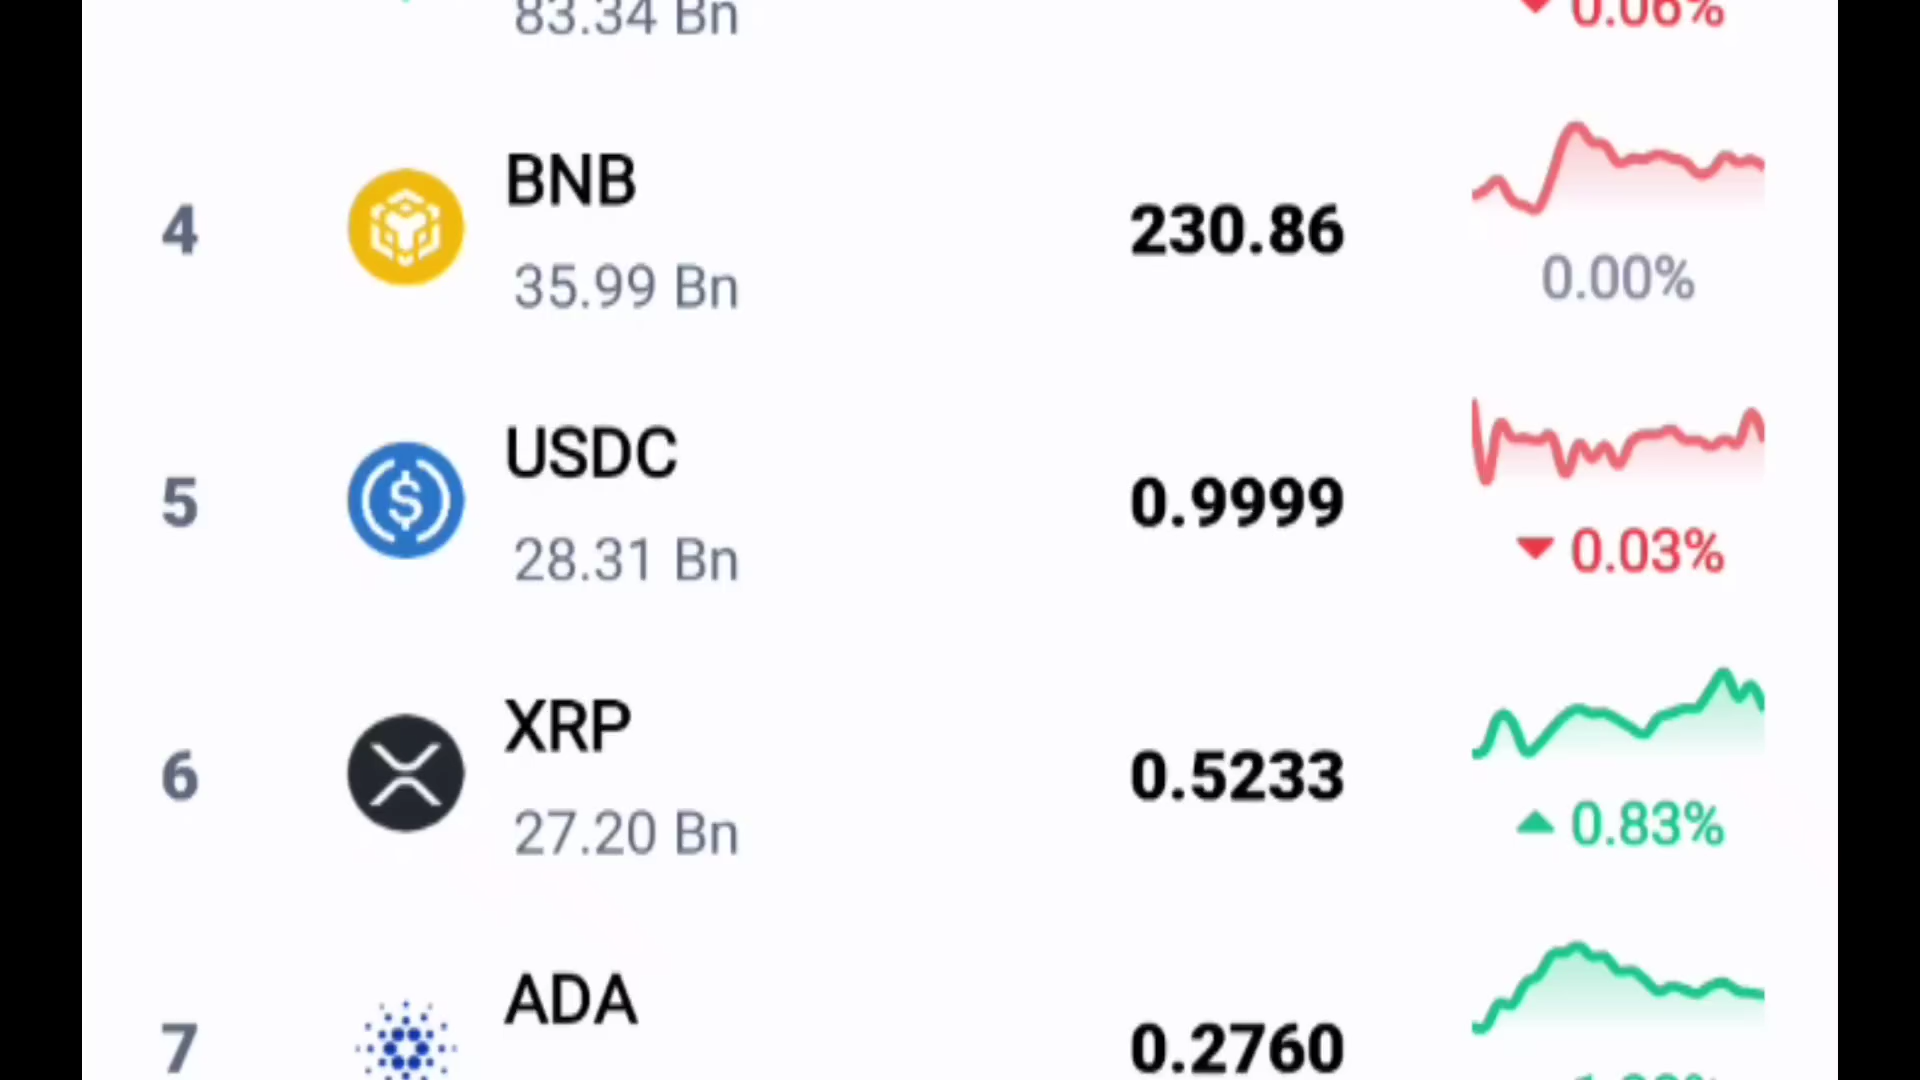 83.34 Bn
0.06%
4
BNB
35.99 Bn
230.86
0.00%
5
USDC
28.31 Bn
0.9999
0.03%
6
XRP
27.20 Bn
0.5233
0.83%
7
ADA
0.2760